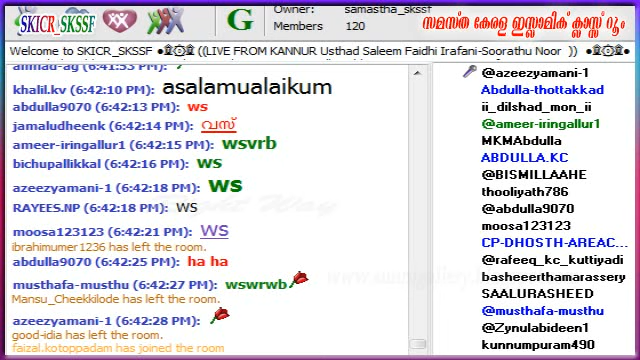 SKICR_SKSSF
G
Owner: samastha_skssf
Members 120
സമസ്ത കേരള ഇസ്ലാമിക് ക്ലാസ്സ് റൂം
Welcome to SKICR_SKSSF ((LIVE FROM KANNUR Usthad Saleem Faidhi Irafani-Soorathu Noor ))
ahmad-ag (6:41:53 PM):
khalil.kv (6:42:10 PM): asalamualaikum
abdulla9070 (6:42:13 PM): ws
jamaludheenk (6:42:14 PM): വസ്
ameer-iringallur1 (6:42:15 PM): wsvrb
bichupallikkal (6:42:16 PM): ws
azeezyamani-1 (6:42:18 PM): ws
RAYEES.NP (6:42:18 PM): ws
moosa123123 (6:42:21 PM): ws
ibrahimumer1236 has left the room.
abdulla9070 (6:42:25 PM): ha ha
musthafa-musthu (6:42:27 PM): wswrwb
Mansu_Cheekkilode has left the room.
azeezyamani-1 (6:42:28 PM):
good-idia has left the room.
faizal.kotoppadam has joined the room
@azeezyamani-1
Abdulla-thottakkad
ii_dilshad_mon_ii
@ameer-iringallur1
MKMAbdulla
ABDULLA.KC
@BISMILLAAHE
thooliyath786
@abdulla9070
moosa123123
CP-DHOSTH-AREAC...
@rafeeq_kc_kuttiyadi
basheeerthamarassery
SAALURASHEED
@musthafa-musthu
@Zynulabideen1
kunnumpuram490